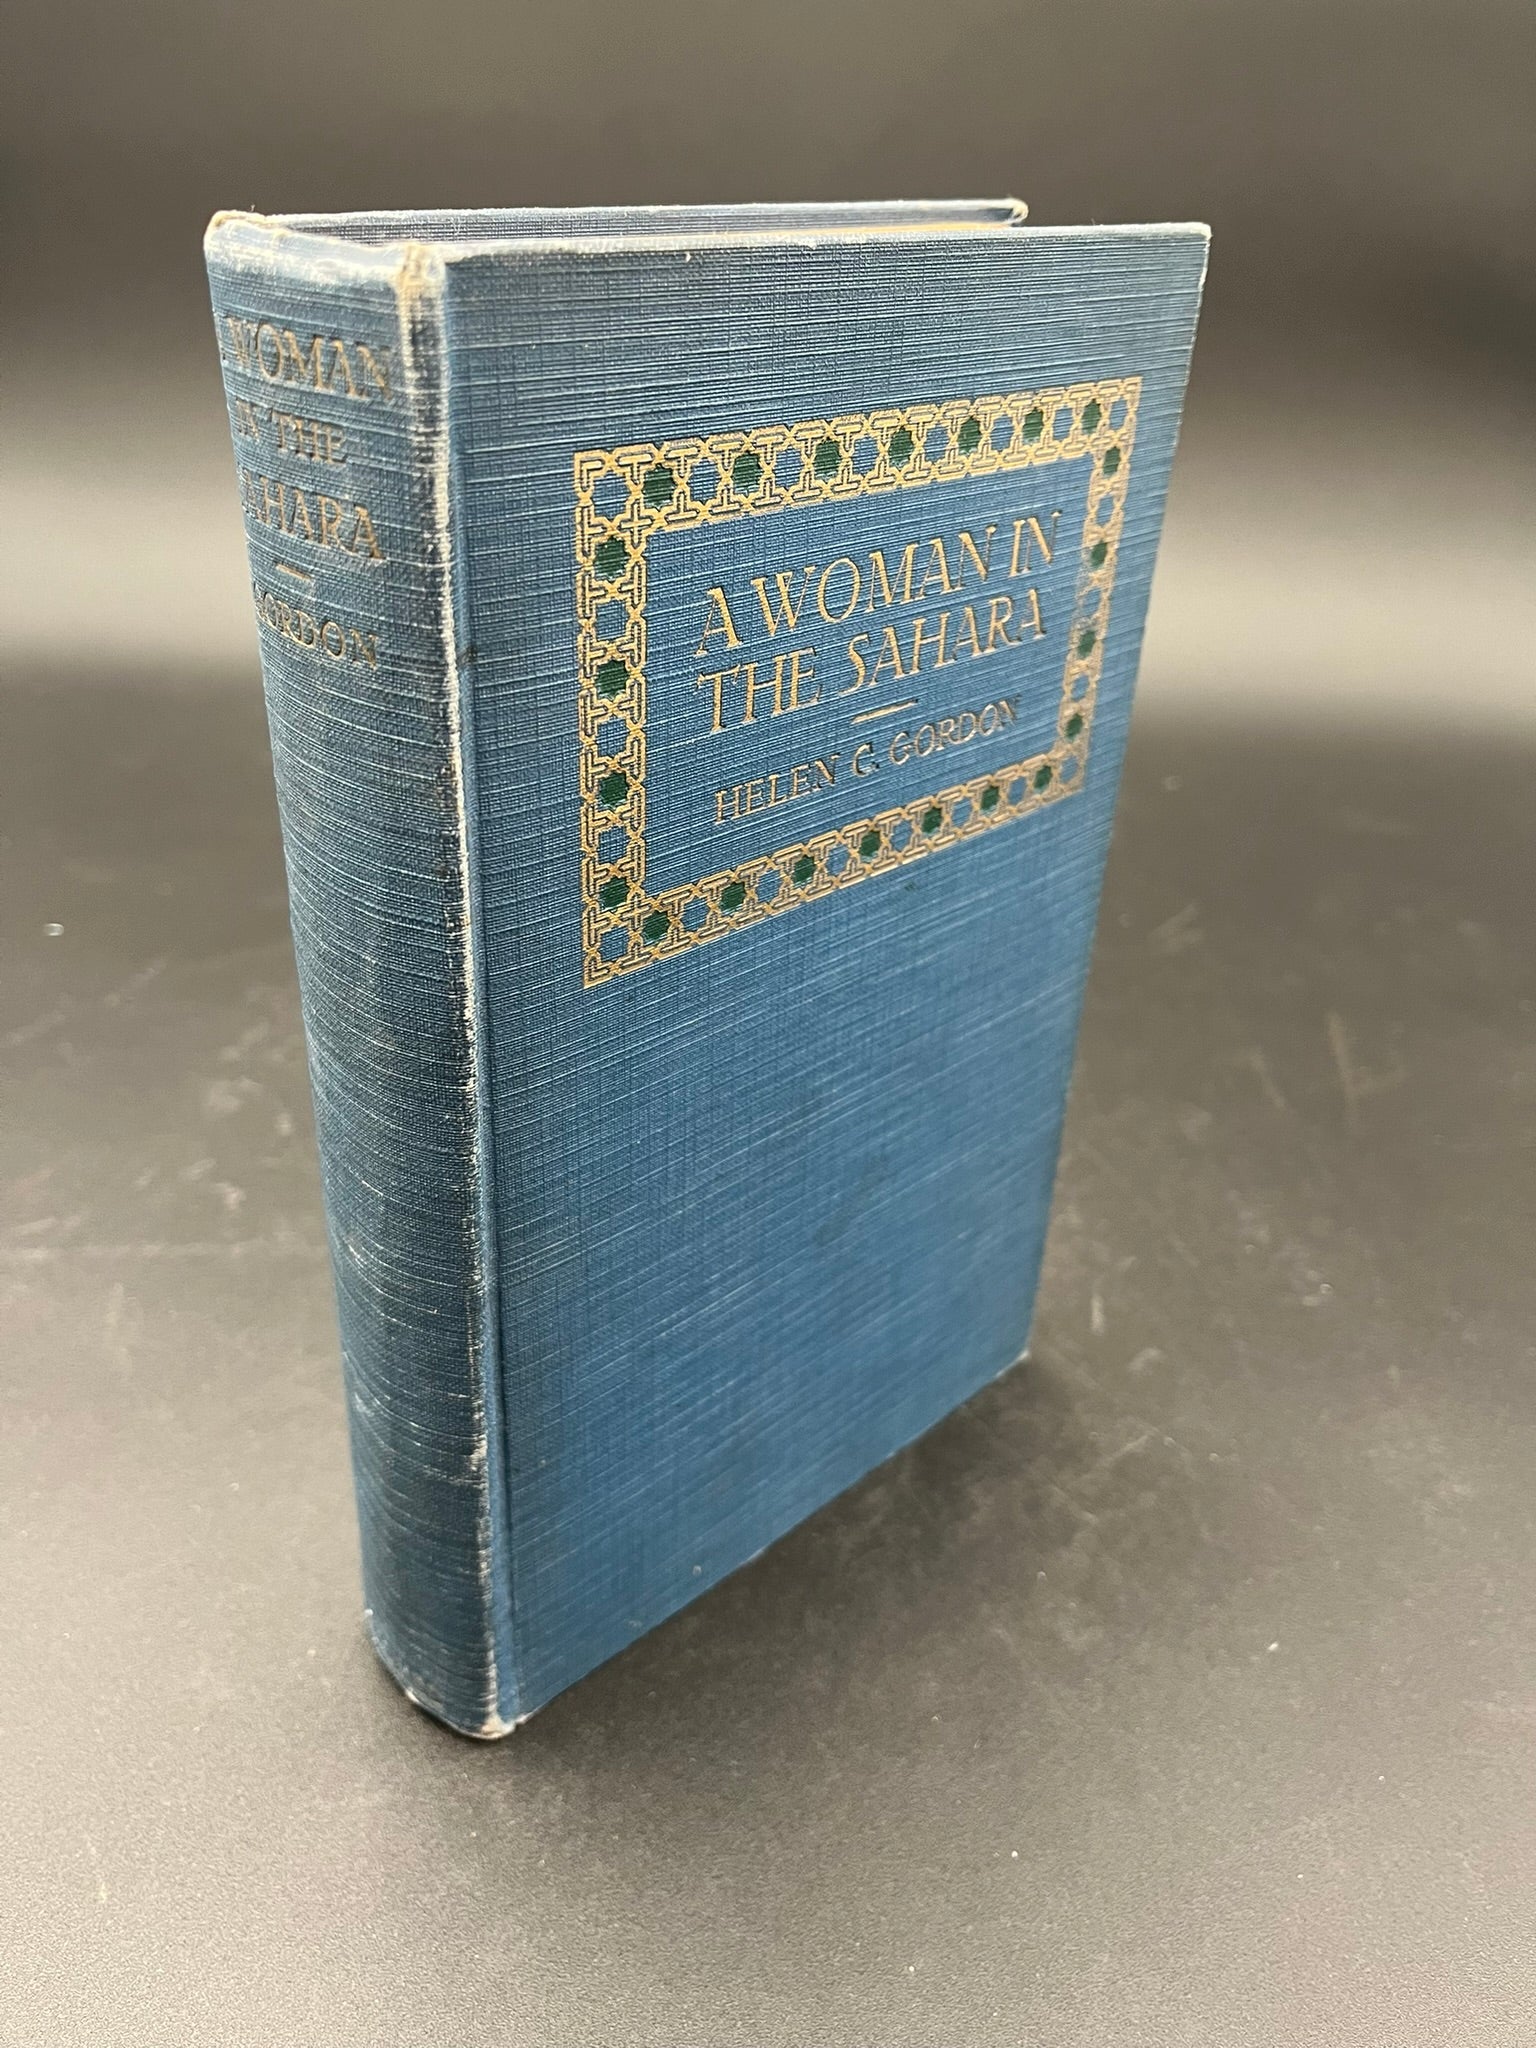 WOMAN
IN THE
SAHARA
GORDON
A WOMAN IN
THE SAHARA
HELEN C. GORDON